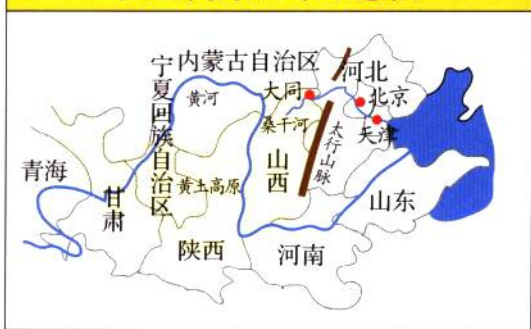 内蒙古自治区
宁夏回族自治区
河北
黄河
大同
北京
桑干河
天津
太行山脉
青海
甘肃
黄土高原
山西
山东
陕西
河南